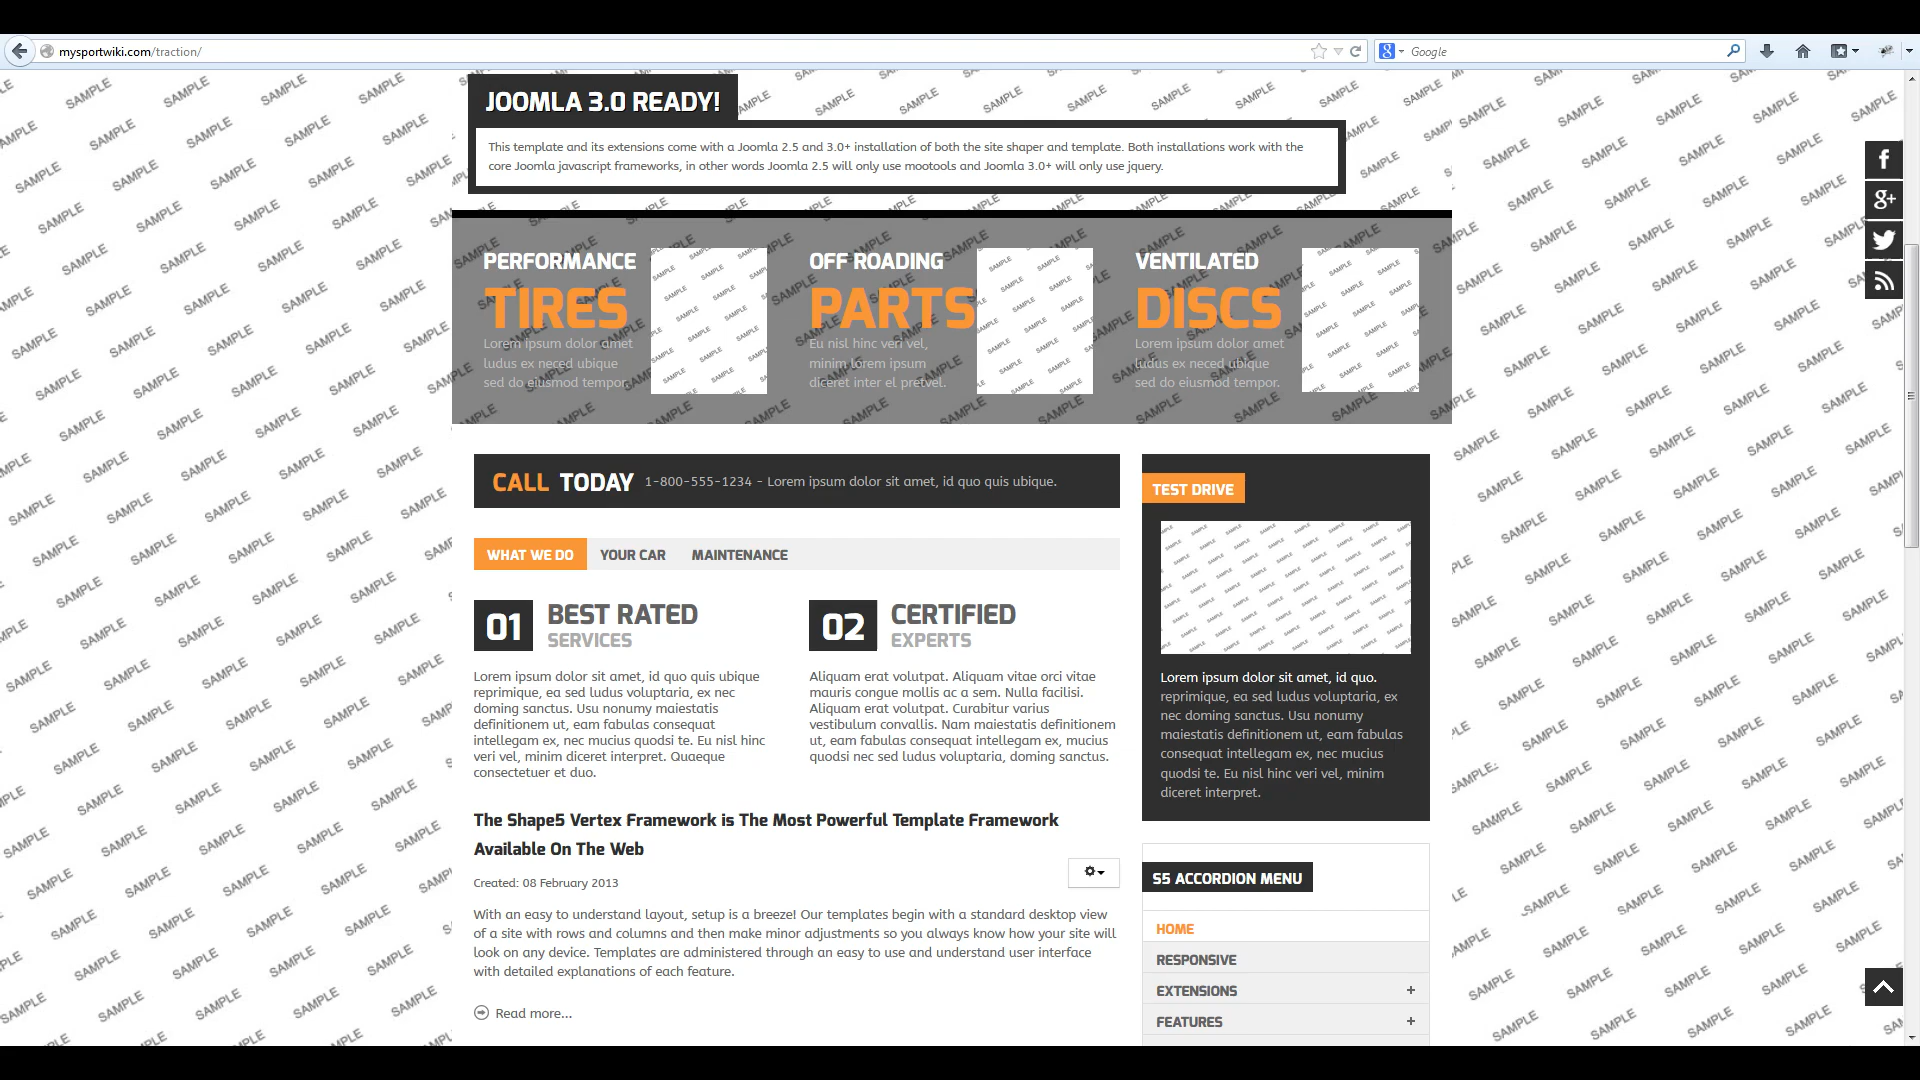 mysportwiki.com/traction/
Google
JOOMLA 3.0 READY!
This template and its extensions come with a Joomla 2.5 and 3.0+ installation of both the site shaper and template. Both installations work with the
core Joomla javascript frameworks, in other words Joomla 2.5 will only use mootools and Joomla 3.0+ will only use jquery.
PERFORMANCE
TIRES
Lorem ipsum dolor amet
ludus ex neced ubique
sed do eiusmod tempor.
OFF ROADING
PARTS
Eu nisl hinc veri vel,
minim lorem ipsum
diceret inter el pretvel.
VENTILATED
DISCS
Lorem ipsum dolor amet
ludus ex neced ubique
sed do eiusmod tempor.
CALL TODAY 1-800-555-1234 - Lorem ipsum dolor sit amet, id quo quis ubique.
WHAT WE DO YOUR CAR MAINTENANCE
01 BEST RATED
SERVICES
Lorem ipsum dolor sit amet, id quo quis ubique
reprimique, ea sed ludus voluptaria, ex nec
doming sanctus. Usu nonumy maiestatis
definitionem ut, eam fabulas consequat
intellegam ex, nec mucius quodsi te. Eu nisl hinc
veri vel, minim diceret interpret. Quaeque
consectetuer et duo.
02 CERTIFIED
EXPERTS
Aliquam erat volutpat. Aliquam vitae orci vitae
mauris congue mollis ac a sem. Nulla facilisi.
Aliquam erat volutpat. Curabitur varius
vestibulum convallis. Nam maiestatis definitionem
ut, eam fabulas consequat intellegam ex, mucius
quodsi nec sed ludus voluptaria, doming sanctus.
The Shape5 Vertex Framework is The Most Powerful Template Framework
Available On The Web
Created: 08 February 2013
With an easy to understand layout, setup is a breeze! Our templates begin with a standard desktop view
of a site with rows and columns and then make minor adjustments so you always know how your site will
look on any device. Templates are administered through an easy to use and understand user interface
with detailed explanations of each feature.
Read more...
TEST DRIVE
Lorem ipsum dolor sit amet, id quo.
reprimique, ea sed ludus voluptaria, ex
nec doming sanctus. Usu nonumy
maiestatis definitionem ut, eam fabulas
consequat intellegam ex, nec mucius
quodsi te. Eu nisl hinc veri vel, minim
diceret interpret.
S5 ACCORDION MENU
HOME
RESPONSIVE
EXTENSIONS +
FEATURES +
SAMPLE